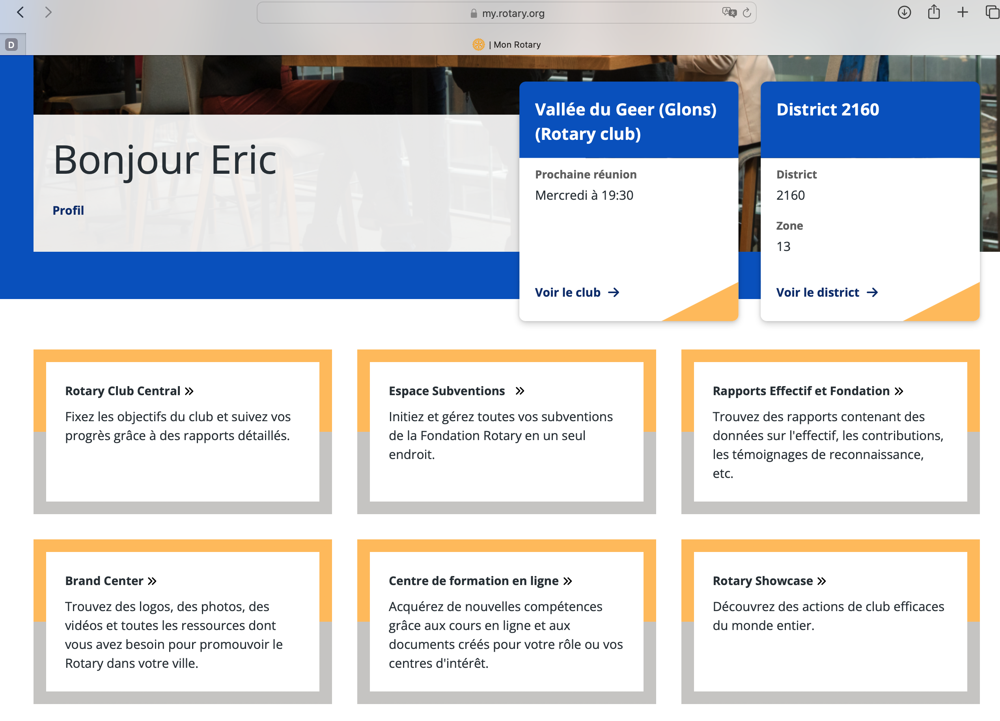 my.rotary.org
D
| Mon Rotary
Bonjour Eric
Profil
Vallée du Geer (Glons)
(Rotary club)
Prochaine réunion
Mercredi à 19:30
Voir le club →
District 2160
District
2160
Zone
13
Voir le district →
Rotary Club Central »
Fixez les objectifs du club et suivez vos
progrès grâce à des rapports détaillés.
Espace Subventions »
Initiez et gérez toutes vos subventions
de la Fondation Rotary en un seul
endroit.
Rapports Effectif et Fondation »
Trouvez des rapports contenant des
données sur l'effectif, les contributions,
les témoignages de reconnaissance,
etc.
Brand Center »
Trouvez des logos, des photos, des
vidéos et toutes les ressources dont
vous avez besoin pour promouvoir le
Rotary dans votre ville.
Centre de formation en ligne »
Acquérez de nouvelles compétences
grâce aux cours en ligne et aux
documents créés pour votre rôle ou vos
centres d'intérêt.
Rotary Showcase »
Découvrez des actions de club efficaces
du monde entier.